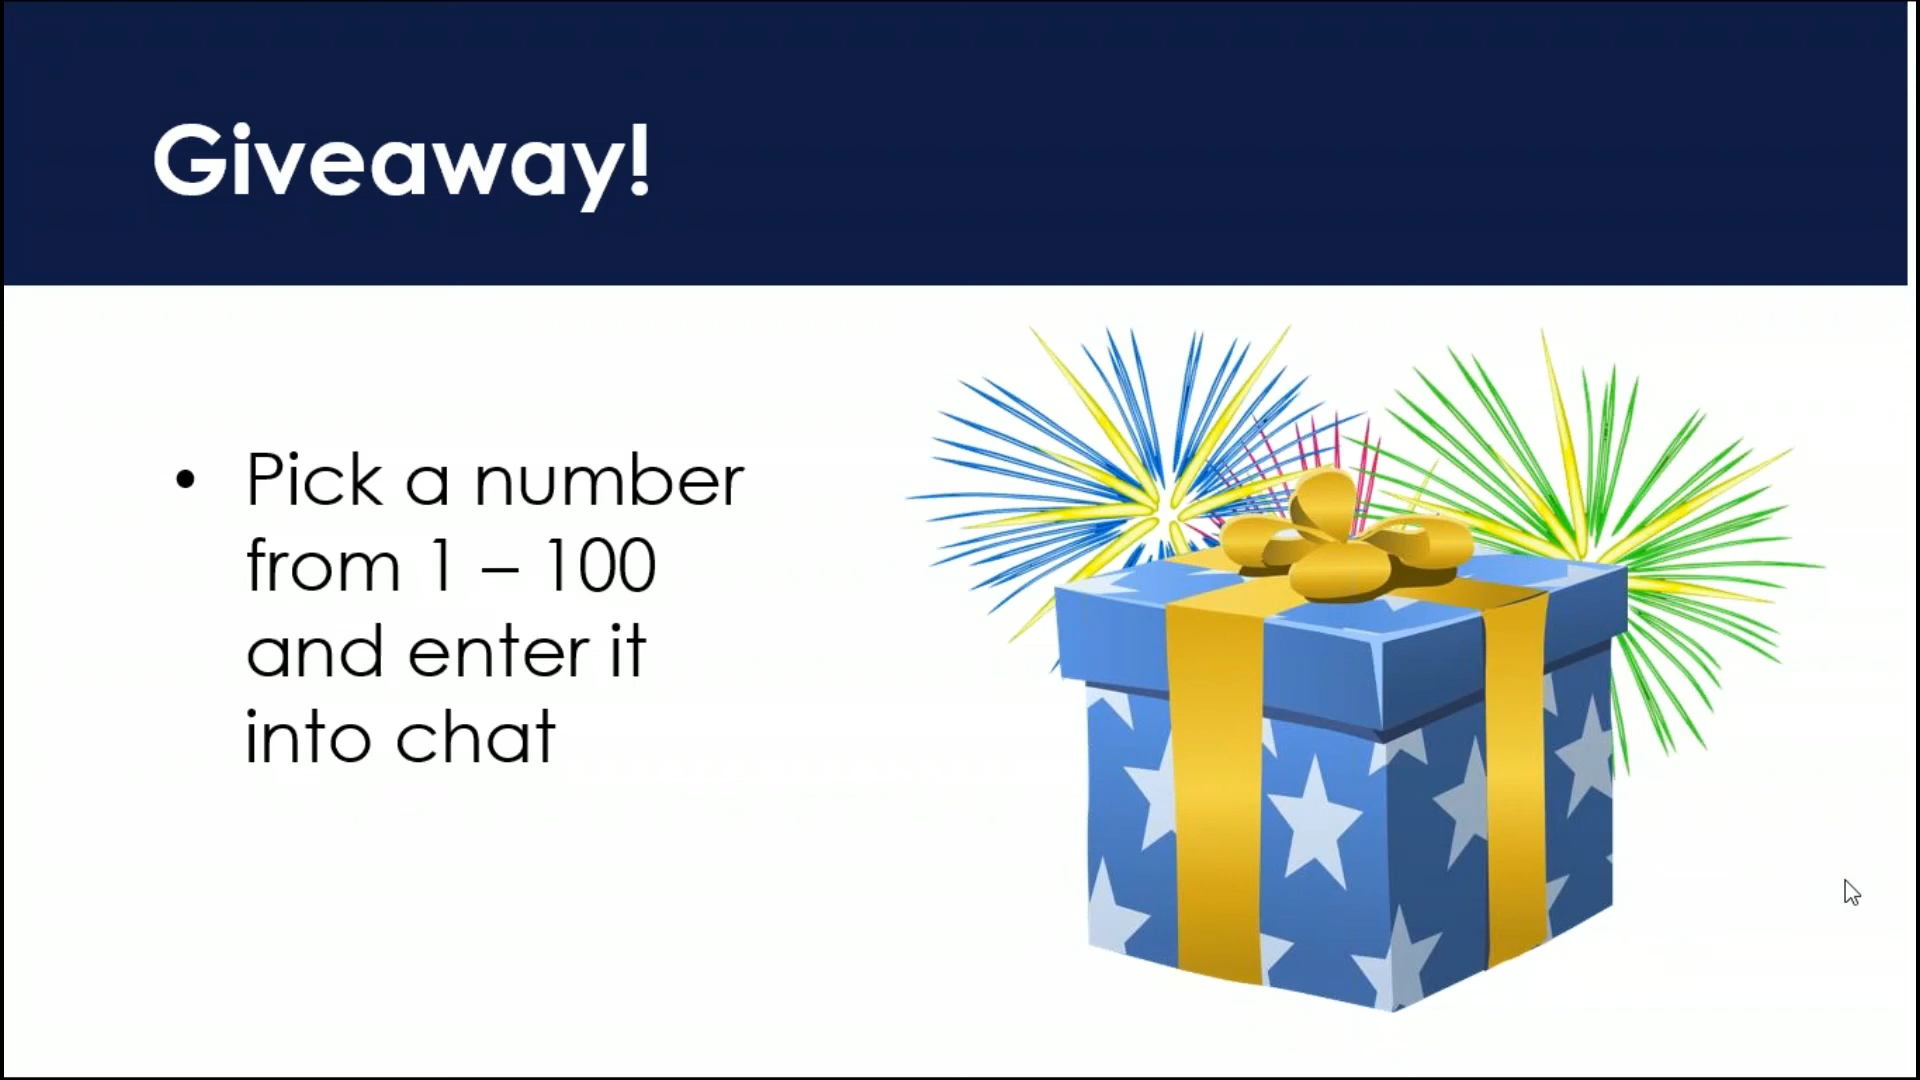 Giveaway!
• Pick a number
from 1 – 100
and enter it
into chat